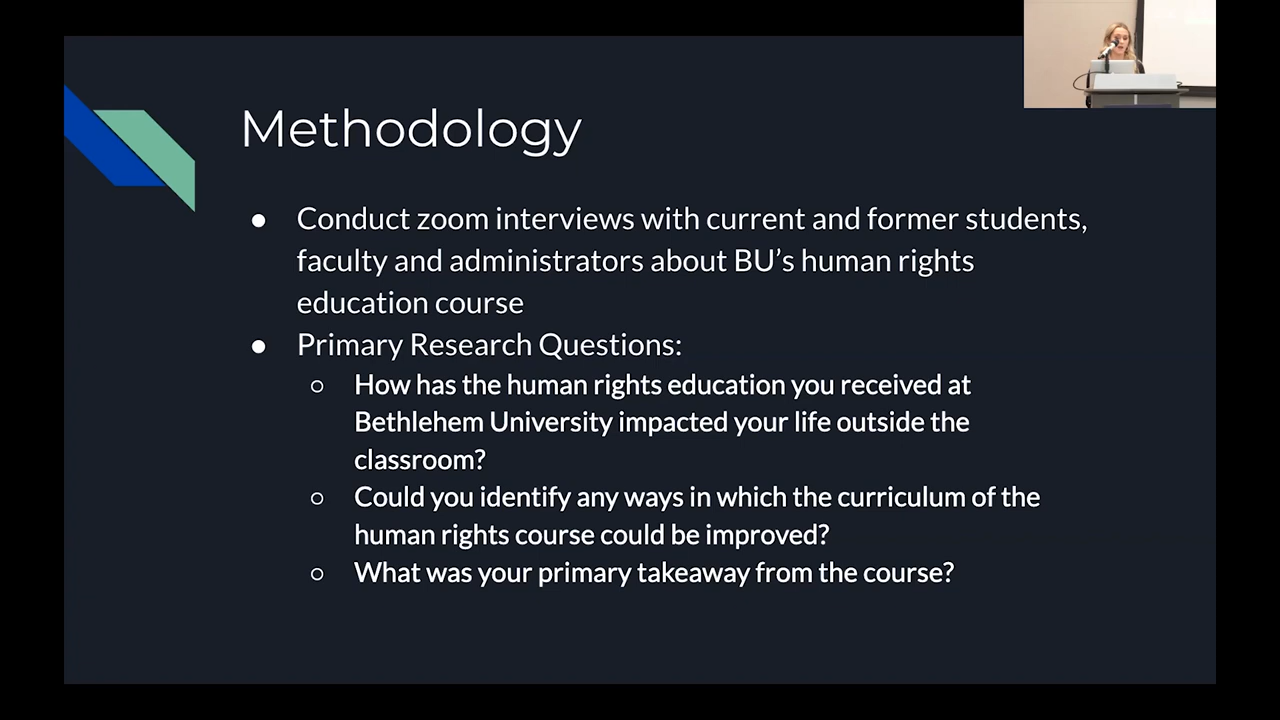 Methodology
● Conduct zoom interviews with current and former students,
faculty and administrators about BU's human rights
education course
● Primary Research Questions:
○ How has the human rights education you received at
Bethlehem University impacted your life outside the
classroom?
○ Could you identify any ways in which the curriculum of the
human rights course could be improved?
○ What was your primary takeaway from the course?